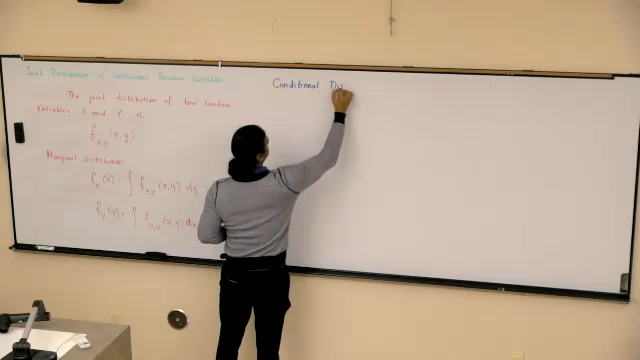 Joint Distribution of Continuous Random Variables
The joint distribution of two random
variables X and Y is,
f_{X,Y} (x, y)
Marginal distribution
f_X (x) = ∫ f_{X,Y} (x, y) dy
f_Y (y) = ∫ f_{X,Y} (x, y) dx
Conditional Dis